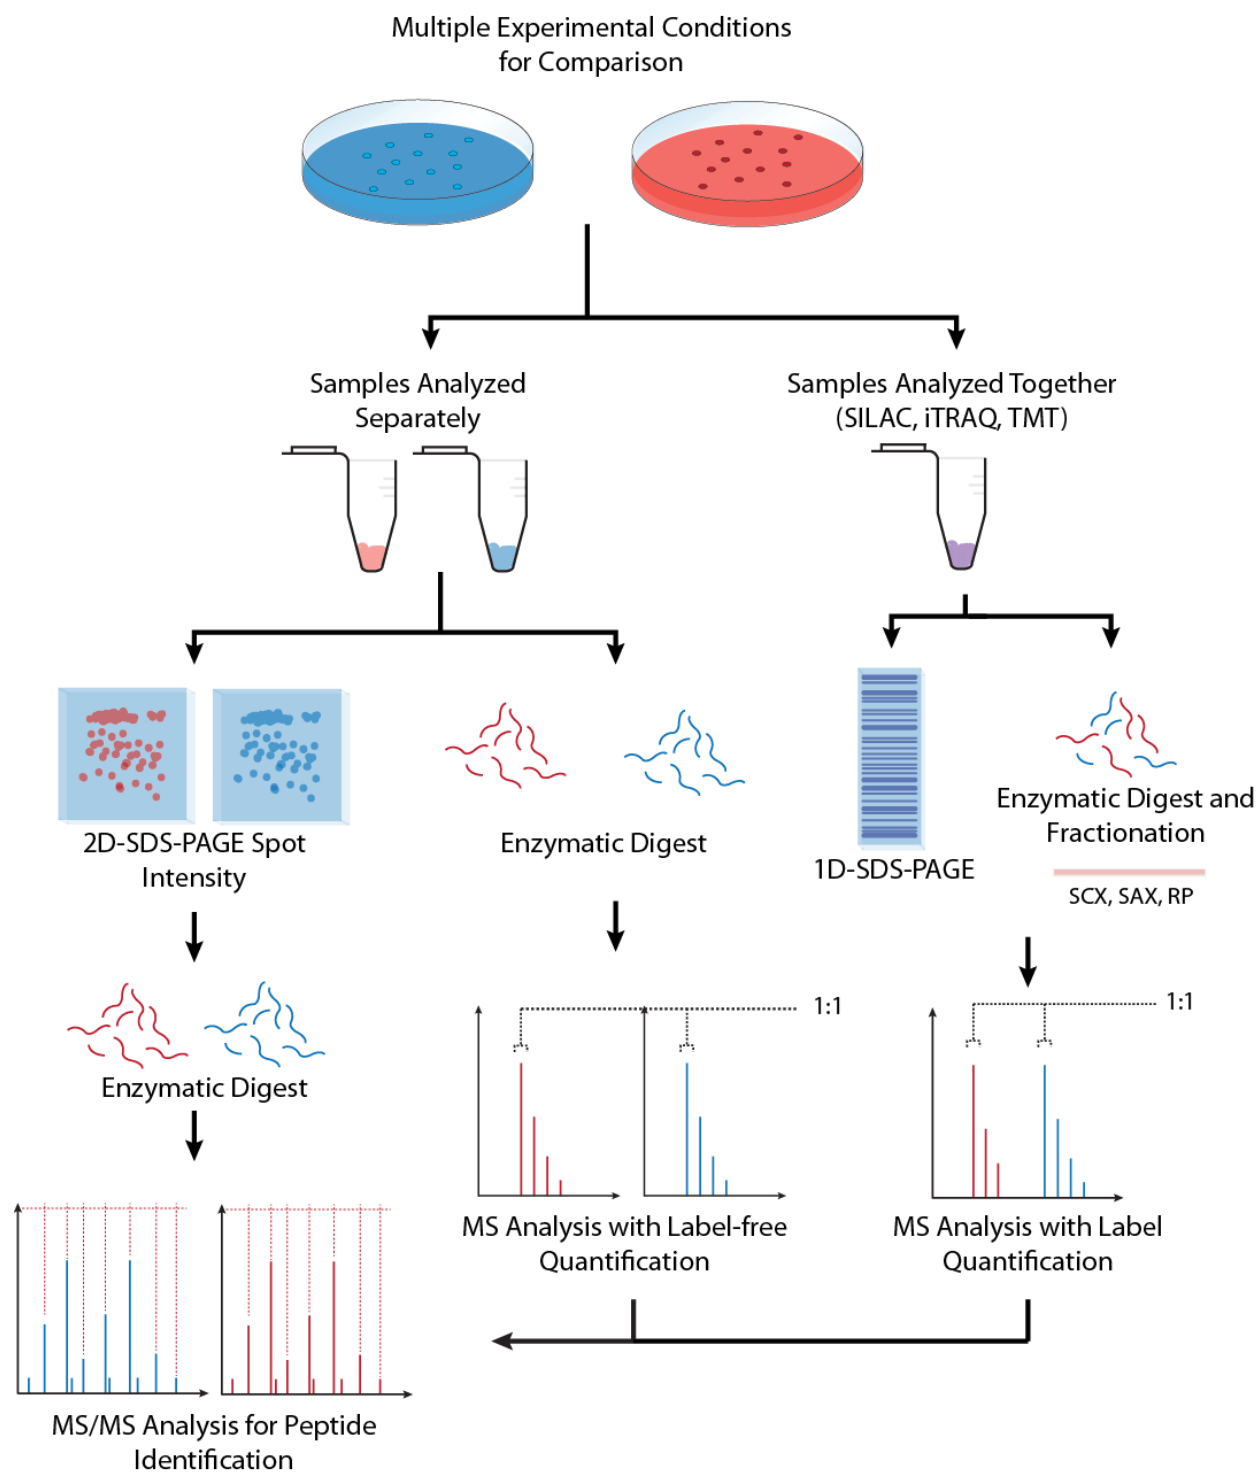 Multiple Experimental Conditions
for Comparison
Samples Analyzed
Separately
Samples Analyzed Together
(SILAC, iTRAQ, TMT)
2D-SDS-PAGE Spot
Intensity
Enzymatic Digest
1D-SDS-PAGE
Enzymatic Digest and
Fractionation
SCX, SAX, RP
Enzymatic Digest
1:1
1:1
MS Analysis with Label-free
Quantification
MS Analysis with Label
Quantification
MS/MS Analysis for Peptide
Identification